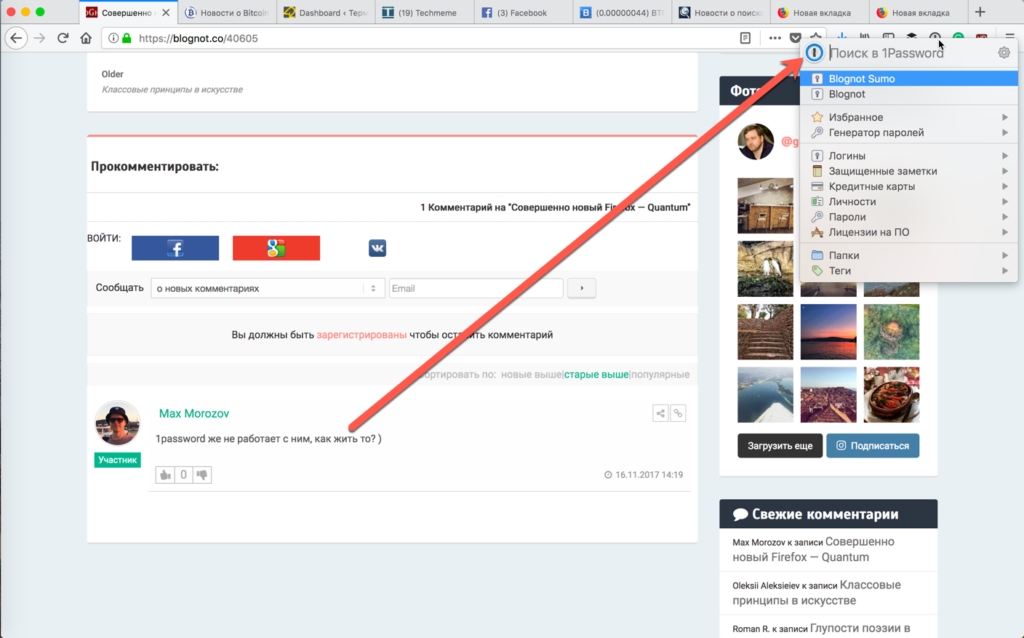 Совершенно
Новости о Bitcoin
Dashboard ‹ Тер
(19) Techmeme
(3) Facebook
(0.00000044) BT
Новости о поиск
Новая вкладка
Новая вкладка
https://blognot.co/40605
Older
Классовые принципы в искусстве
Прокомментировать:
1 Комментарий на "Совершенно новый Firefox — Quantum"
ВОЙТИ:
Сообщать
о новых комментариях
Email
›
Вы должны быть зарегистрированы чтобы оставить комментарий
ортировать по: новые выше|старые выше|популярные
Max Morozov
1password же не работает с ним, как жить то? )
Участник
0
16.11.2017 14:19
Поиск в 1Password
Blognot Sumo
Blognot
Избранное
Генератор паролей
Логины
Защищенные заметки
Кредитные карты
Личности
Пароли
Лицензии на ПО
Папки
Теги
Фото
@g
Загрузить еще
Подписаться
Свежие комментарии
Max Morozov к записи Совершенно
новый Firefox — Quantum
Oleksii Aleksieiev к записи Классовые
принципы в искусстве
Roman R. к записи Глупости поэзии в